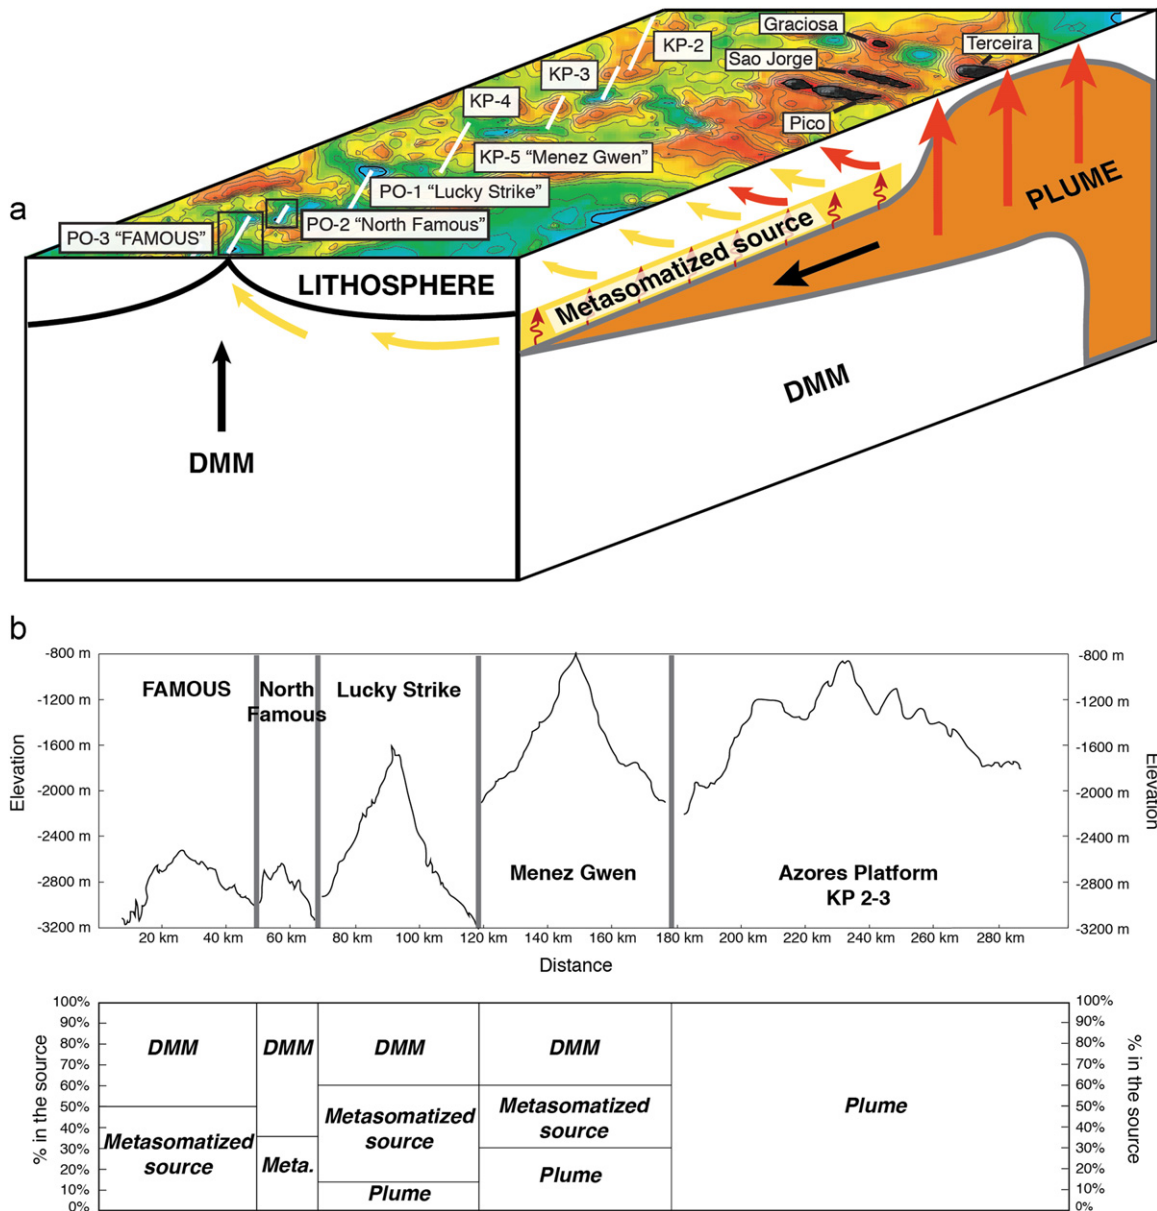 a
Graciosa
KP-2
Terceira
Sao Jorge
KP-3
KP-4
Pico
KP-5 “Menez Gwen”
PO-1 “Lucky Strike”
PO-2 “North Famous”
PO-3 “FAMOUS”
PLUME
LITHOSPHERE
Metasomatized source
DMM
DMM
b
-800 m
-1200 m
-1600 m
-2000 m
-2400 m
-2800 m
-3200 m
Elevation
FAMOUS
North
Famous
Lucky Strike
Menez Gwen
Azores Platform
KP 2-3
-800 m
-1200 m
-1600 m
-2000 m
-2400 m
-2800 m
-3200 m
Elevation
20 km 40 km 60 km 80 km 100 km 120 km 140 km 160 km 180 km 200 km 220 km 240 km 260 km 280 km
Distance
100%
90%
80%
70%
60%
50%
40%
30%
20%
10%
0%
% in the source
DMM
Metasomatized
source
DMM
Meta.
DMM
Metasomatized
source
Plume
DMM
Metasomatized
source
Plume
Plume
100%
90%
80%
70%
60%
50%
40%
30%
20%
10%
0%
% in the source